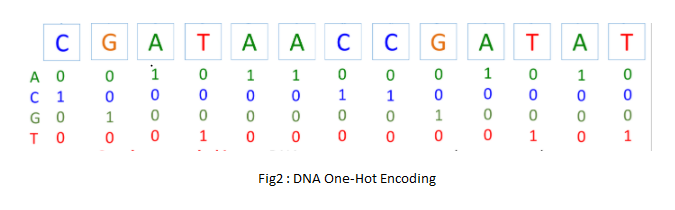 C G A T A A C C G A T A T
A 0 0 1 0 1 1 0 0 0 1 0 1 0
C 1 0 0 0 0 0 1 1 0 0 0 0 0
G 0 1 0 0 0 0 0 0 1 0 0 0 0
T 0 0 0 1 0 0 0 0 0 0 1 0 1
Fig2 : DNA One-Hot Encoding